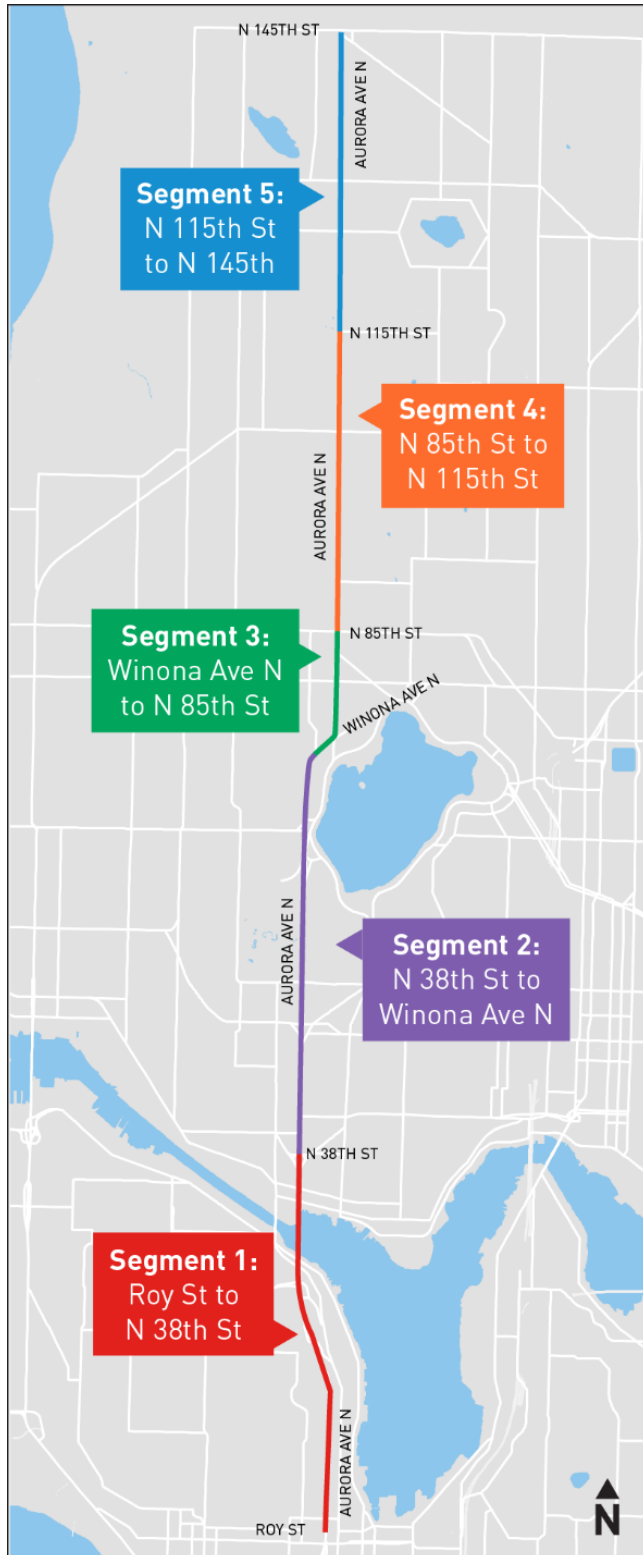 N 145TH ST
AURORA AVE N
Segment 5:
N 115th St
to N 145th
N 115TH ST
Segment 4:
N 85th St to
N 115th St
AURORA AVE N
N 85TH ST
Segment 3:
Winona Ave N
to N 85th St
WINONA AVE N
AURORA AVE N
Segment 2:
N 38th St to
Winona Ave N
N 38TH ST
Segment 1:
Roy St to
N 38th St
AURORA AVE N
ROY ST
N